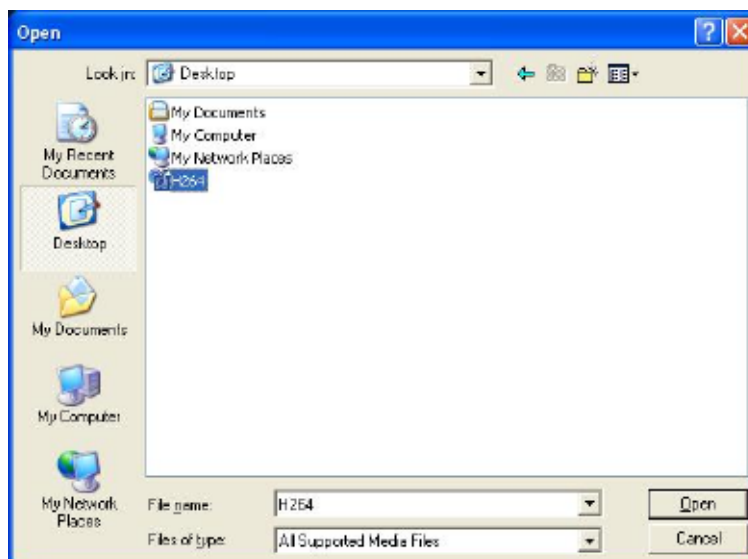 Open
Look in: Desktop
My Documents
My Computer
My Network Places
H264
My Recent
Documents
Desktop
My Documents
My Computer
My Network
Places
File name: H264 Open
Files of type: All Supported Media Files Cancel